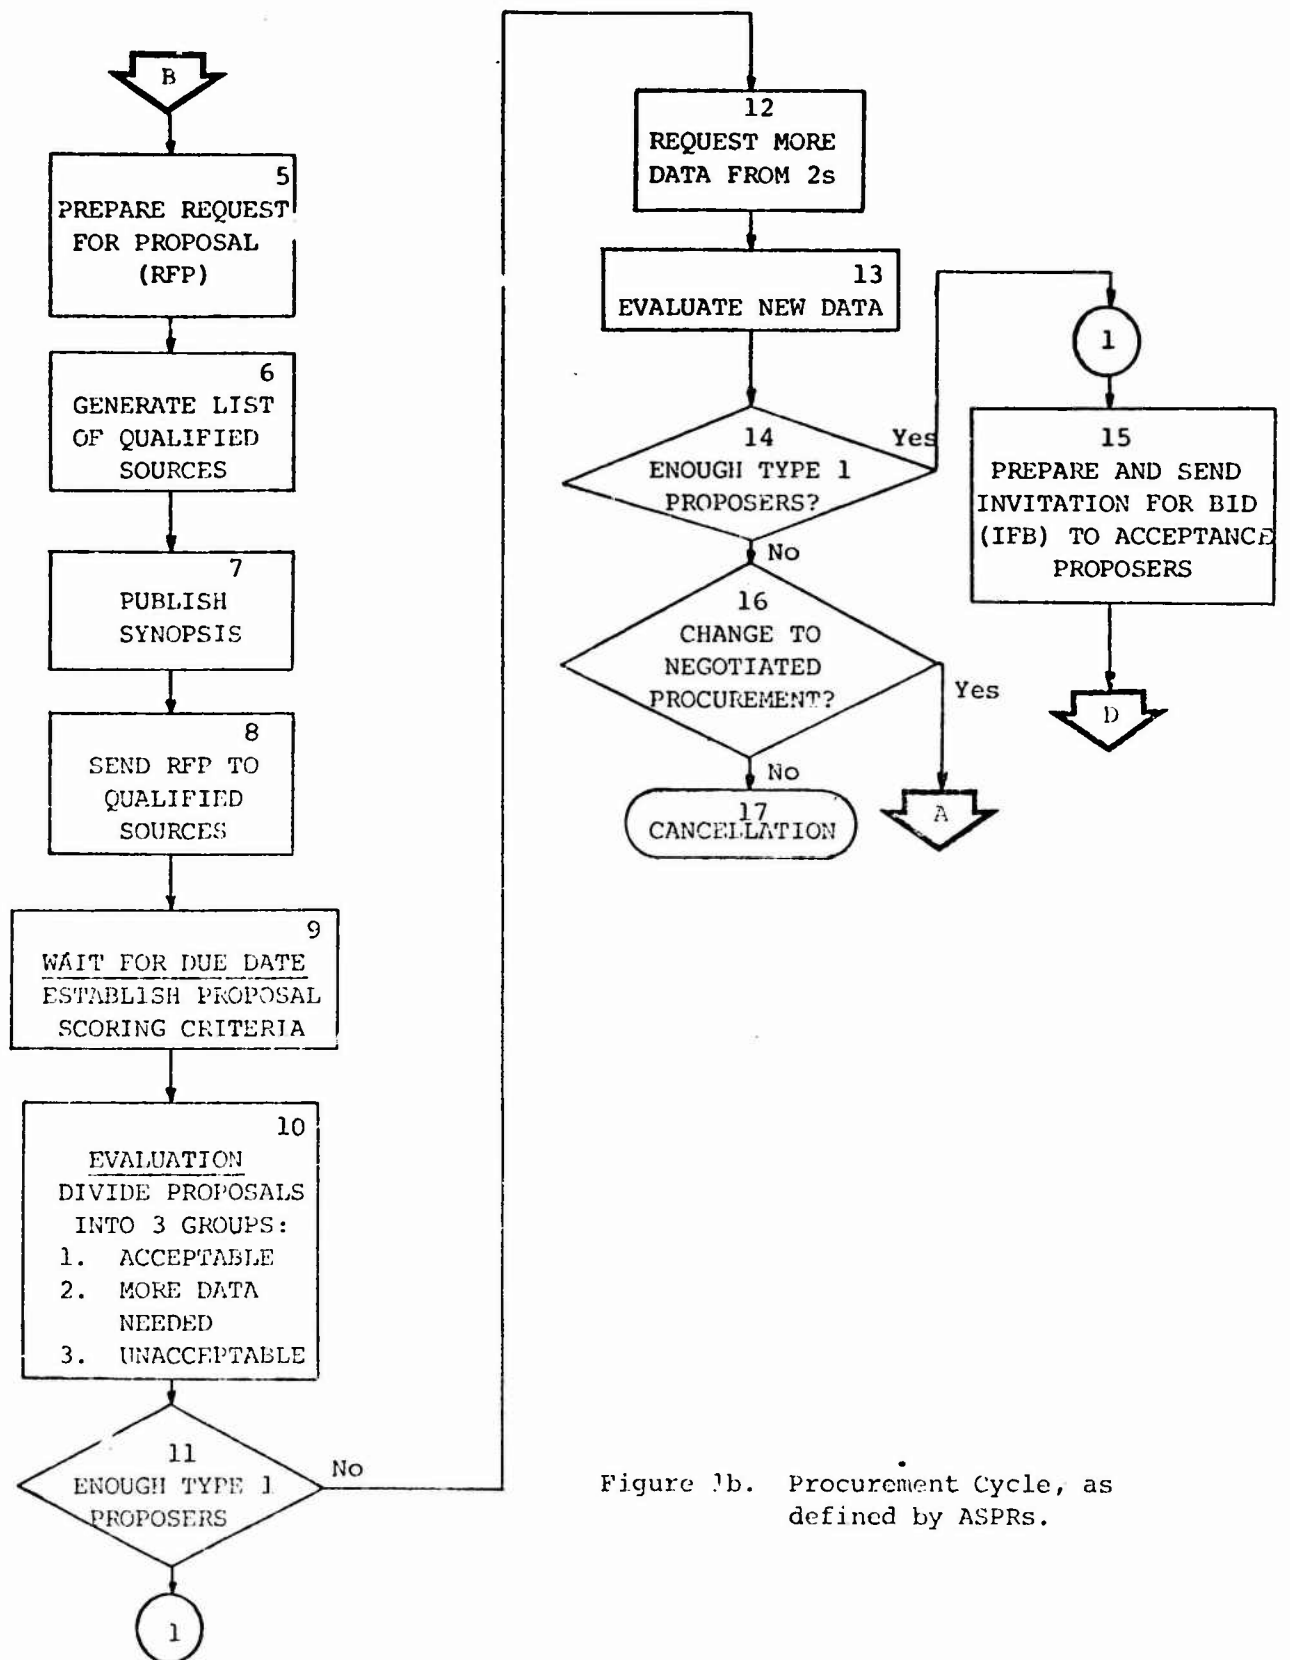 B
5
PREPARE REQUEST
FOR PROPOSAL
(RFP)
6
GENERATE LIST
OF QUALIFIED
SOURCES
7
PUBLISH
SYNOPSIS
8
SEND RFP TO
QUALIFIED
SOURCES
9
WAIT FOR DUE DATE
ESTABLISH PROPOSAL
SCORING CRITERIA
10
EVALUATION
DIVIDE PROPOSALS
INTO 3 GROUPS:
1. ACCEPTABLE
2. MORE DATA
NEEDED
3. UNACCEPTABLE
11
ENOUGH TYPE 1
PROPOSERS
No
1
12
REQUEST MORE
DATA FROM 2s
13
EVALUATE NEW DATA
14
ENOUGH TYPE 1
PROPOSERS?
Yes
No
1
15
PREPARE AND SEND
INVITATION FOR BID
(IFB) TO ACCEPTANCE
PROPOSERS
D
16
CHANGE TO
NEGOTIATED
PROCUREMENT?
Yes
No
17
CANCELLATION
A
Figure 1b. Procurement Cycle, as
defined by ASPRs.